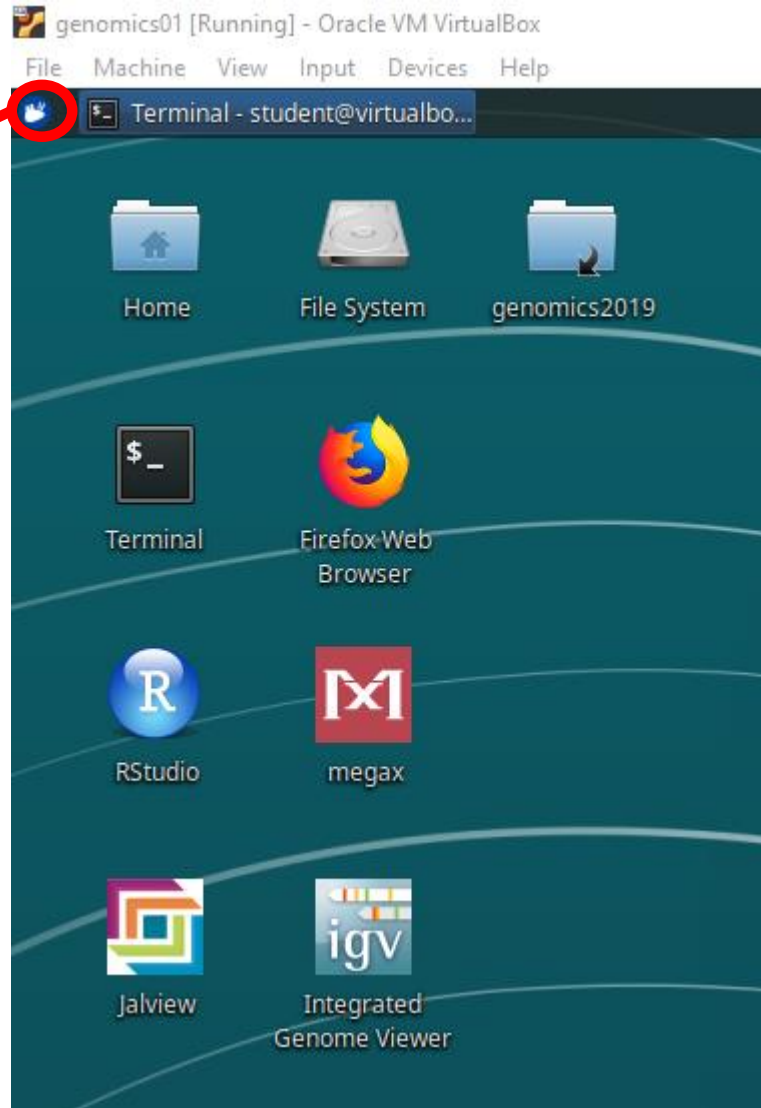 genomics01 [Running] - Oracle VM VirtualBox
File Machine View Input Devices Help
$_ Terminal - student@virtualbo...
Home File System genomics2019
$_
Terminal Firefox Web
Browser
R
RStudio megax
igv
Jalview Integrated
Genome Viewer